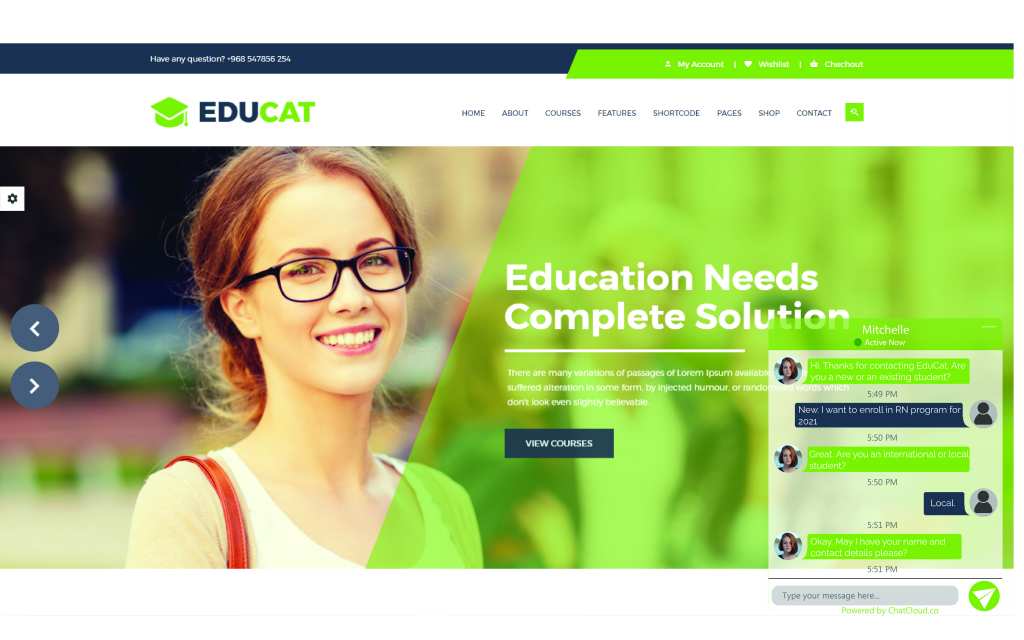 Have any question? +968 547856 254
My Account | Wishlist | Chechout
EDUCAT
HOME ABOUT COURSES FEATURES SHORTCODE PAGES SHOP CONTACT
Education Needs
Complete Solution
There are many variations of passages of Lorem Ipsum available
suffered alteration in some form, by injected humour, or randomised words which
don't look even slightly believable.
VIEW COURSES
Mitchelle
Active Now
Hi. Thanks for contacting EduCat. Are
you a new or an existing student?
5:49 PM
New. I want to enroll in RN program for
2021
5:50 PM
Great. Are you an international or local
student?
5:50 PM
Local.
5:51 PM
Okay. May I have your name and
contact details please?
5:51 PM
Type your message here...
Powered by ChatCloud.co